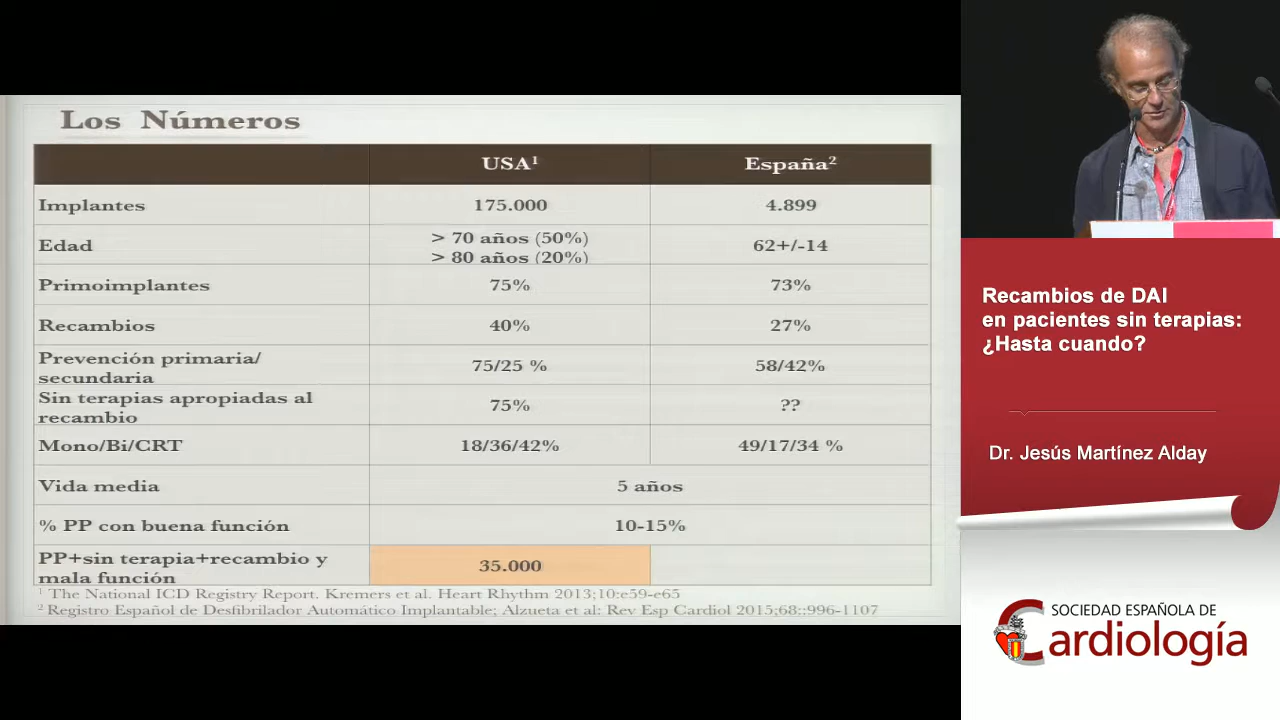 Los Números
USA¹ España²
Implantes 175.000 4.899
Edad > 70 años (50%) 62+/-14
> 80 años (20%)
Primoimplantes 75% 73%
Recambios 40% 27%
Prevención primaria/ 75/25 % 58/42%
secundaria
Sin terapias apropiadas al 75% ??
recambio
Mono/Bi/CRT 18/36/42% 49/17/34 %
Vida media 5 años
% PP con buena función 10-15%
PP+sin terapia+recambio y 35.000
mala función
¹ The National ICD Registry Report. Kremers et al. Heart Rhythm 2013;10:e59-e65
² Registro Español de Desfibrilador Automático Implantable; Alzueta et al: Rev Esp Cardiol 2015;68::996-1107
Recambios de DAI
en pacientes sin terapias:
¿Hasta cuando?
Dr. Jesús Martínez Alday
SOCIEDAD ESPAÑOLA DE
Cardiología